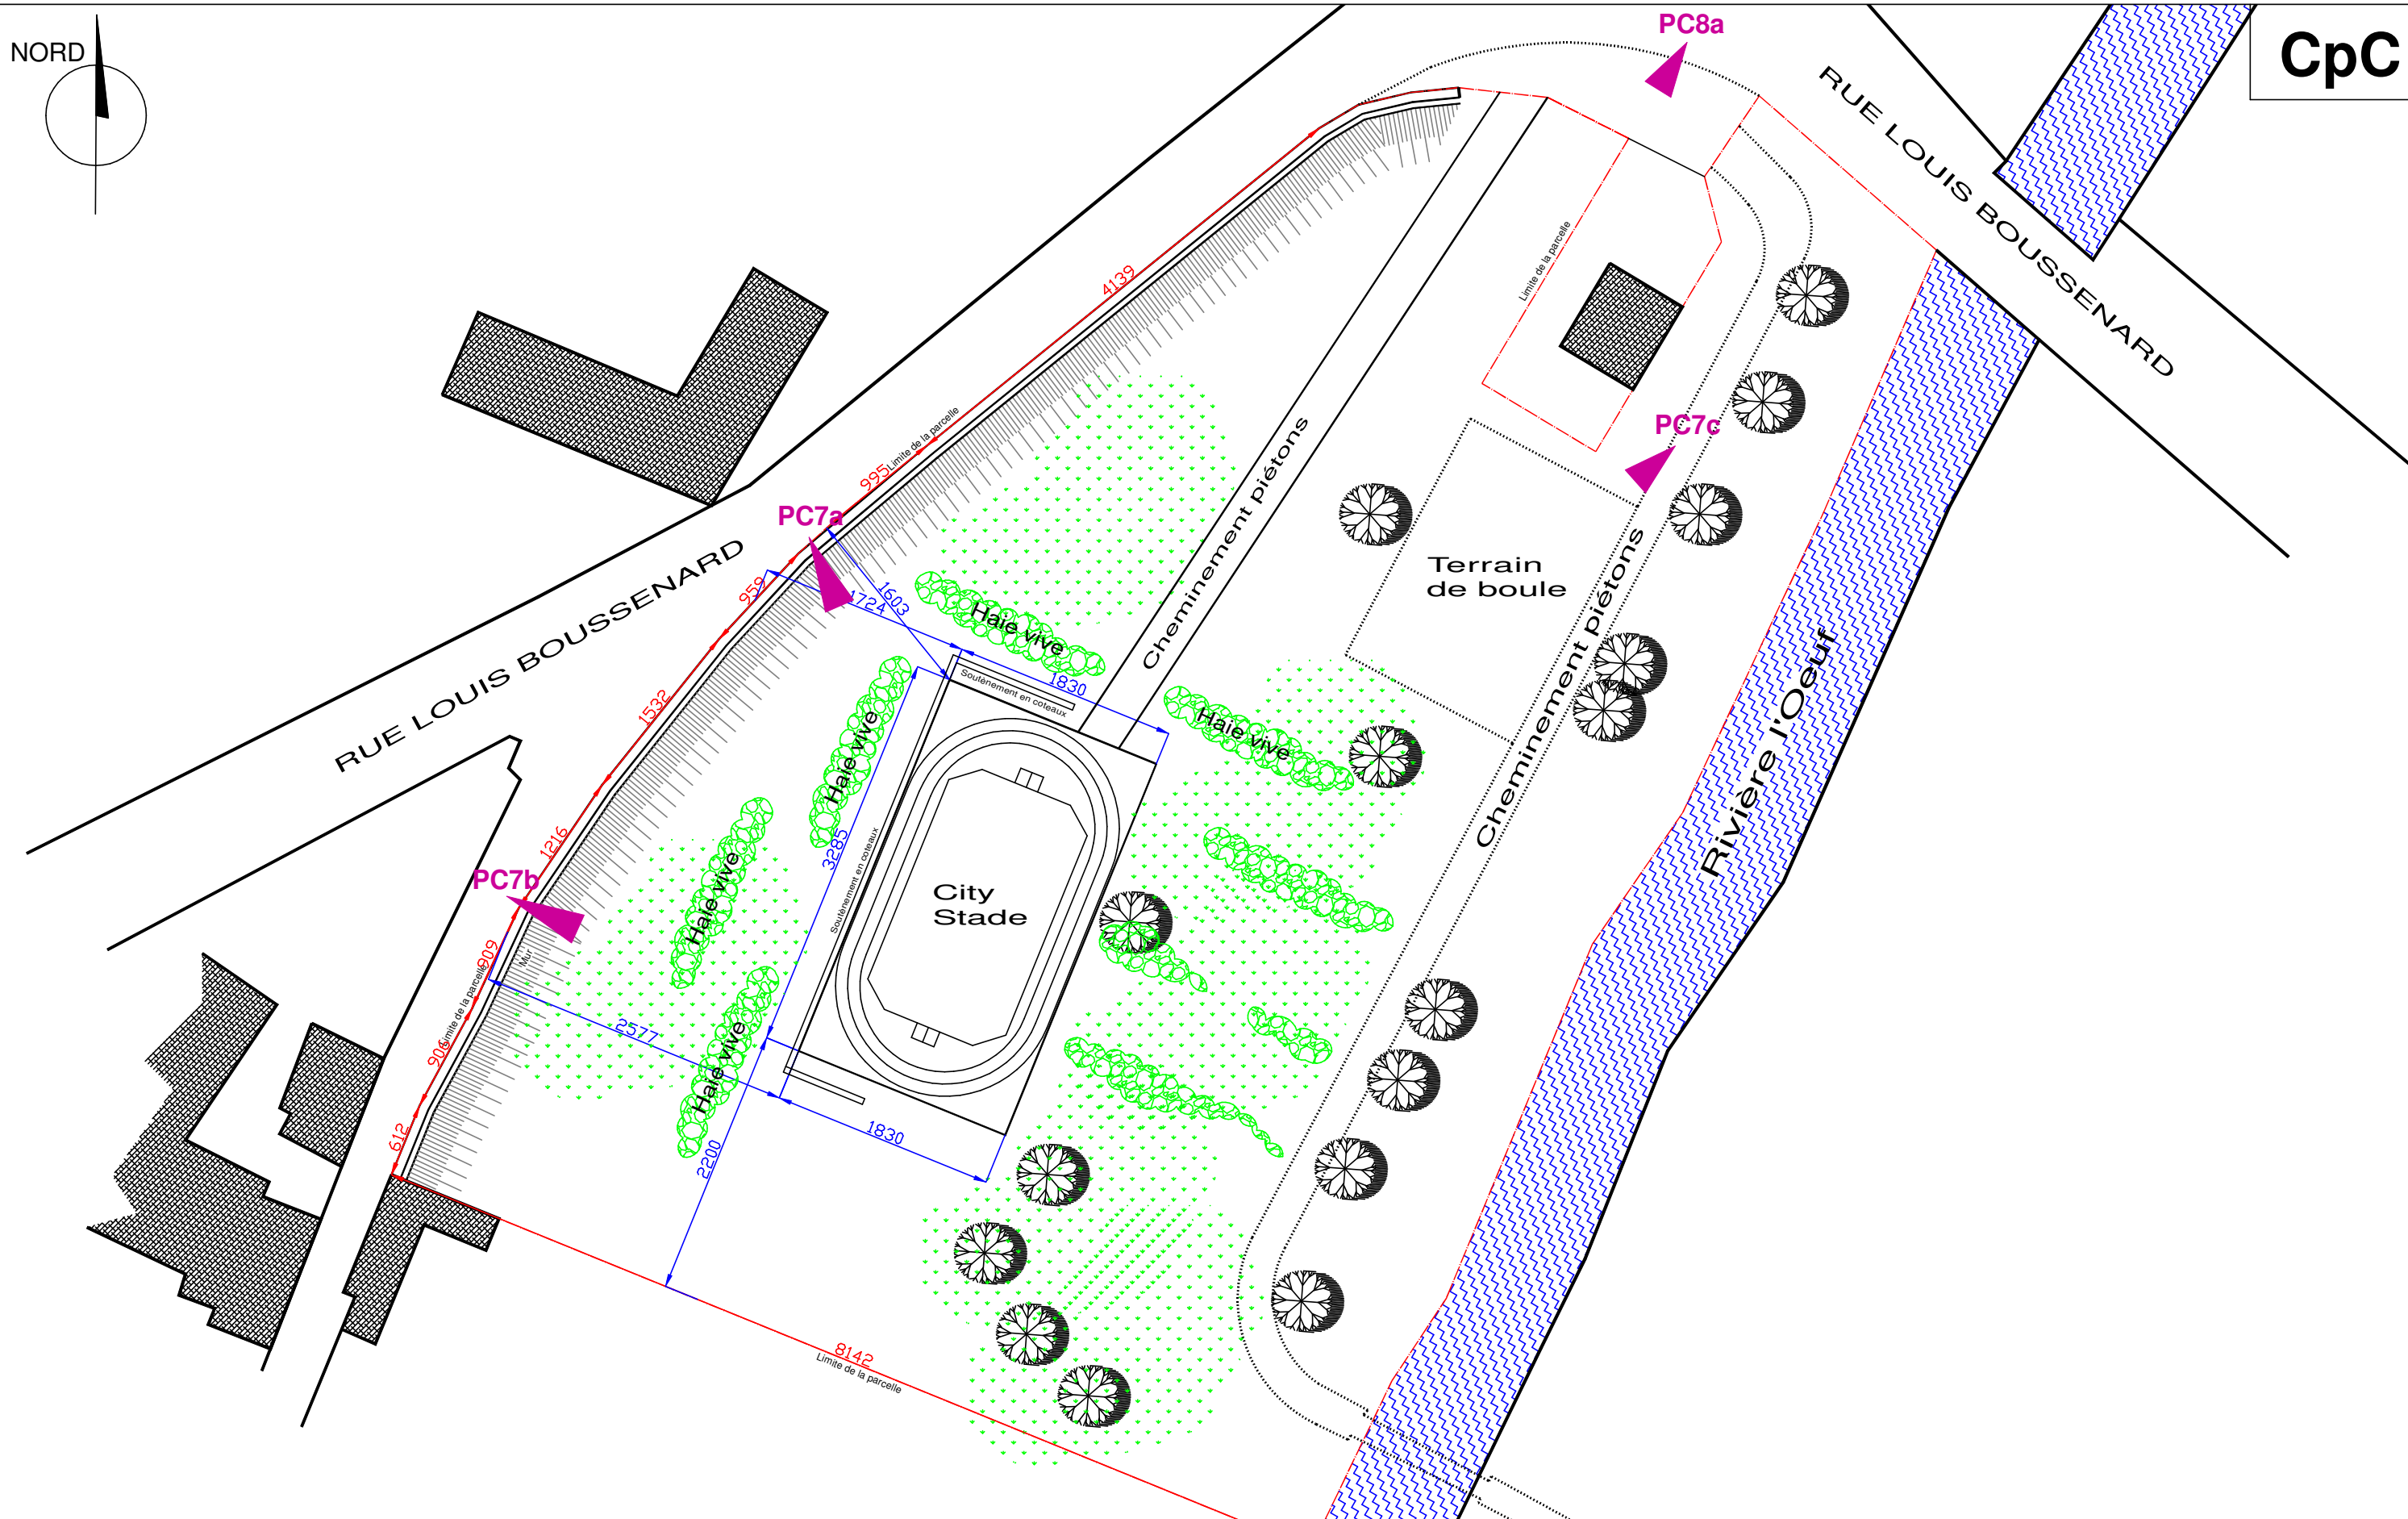 NORD
PC8a
CpC
RUE LOUIS BOUSSENARD
4139
Limite de la parcelle
Limite de la parcelle
995
PC7c
PC7a
RUE LOUIS BOUSSENARD
959
1724
1603
Haie vive
Cheminement piétons
Terrain
de boule
Cheminement piétons
Rivière l'Oeuf
1532
Soutènement en coteaux
1830
Haie vive
Haie vive
1216
3285
Soutènement en coteaux
PC7b
Haie vive
City
Stade
909
Mur
Limite de la parcelle
906
2577
Haie vive
612
2200
1830
8142
Limite de la parcelle